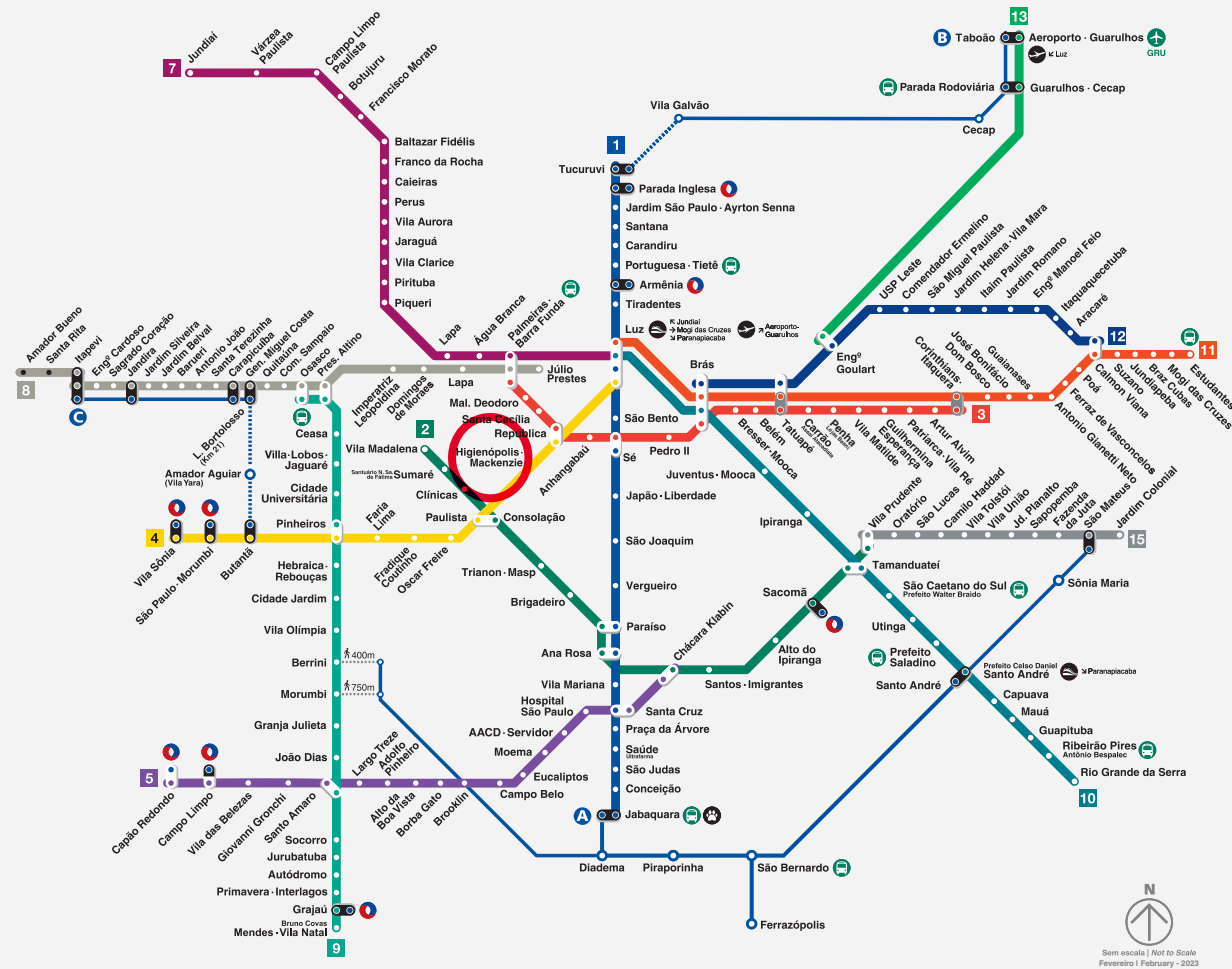 13
B
Taboão
Aeroporto · Guarulhos
GRU
↙ Luz
Parada Rodoviária
Guarulhos · Cecap
Vila Galvão
Cecap
7
Jundiaí
Várzea
Paulista
Campo Limpo
Paulista
Botujuru
Francisco Morato
Baltazar Fidélis
Franco da Rocha
Caieiras
Perus
Vila Aurora
Jaraguá
Vila Clarice
Pirituba
Piqueri
Lapa
Água Branca
Palmeiras·
Barra Funda
1
Tucuruvi
Parada Inglesa
Jardim São Paulo · Ayrton Senna
Santana
Carandiru
Portuguesa · Tietê
Armênia
Tiradentes
Luz
↖ Jundiaí
→ Mogi das Cruzes
↘ Paranapiacaba
↗ Aeroporto-
Guarulhos
USP Leste
Comendador Ermelino
São Miguel Paulista
Jardim Helena · Vila Mara
Itaim Paulista
Jardim Romano
Engº Manoel Feio
Itaquaquecetuba
Aracaré
12
11
Engº
Goulart
Brás
8
Amador Bueno
Santa Rita
Itapevi
Engº Cardoso
Sagrado Coração
Jandira
Jardim Silveira
Jardim Belval
Barueri
Antonio João
Santa Terezinha
Carapicuíba
Gen. Miguel Costa
Quitaúna
Com. Sampaio
Osasco
Pres. Altino
Imperatriz
Leopoldina
Domingos
de Moraes
Lapa
Júlio
Prestes
C
L. Bortolosso
(Km 21)
Amador Aguiar
(Vila Yara)
Mal. Deodoro
Santa Cecília
República
Higienópolis·
Mackenzie
Anhangabaú
São Bento
Sé
Pedro II
Bresser·Mooca
Belém
Tatuapé
Carrão
Penha
Vila Matilde
Guilhermina
Esperança
Patriarca·Vila Ré
Artur Alvim
Corinthians·
Itaquera
3
Dom Bosco
José Bonifácio
Guaianases
Antonio Gianetti Neto
Ferraz de Vasconcelos
Poá
Calmon Viana
Suzano
Jundiapeba
Braz Cubas
Mogi das Cruzes
Estudantes
2
Vila Madalena
Santuário N. Sa.
de Fátima
Sumaré
Clínicas
Paulista
Consolação
Trianon·Masp
Brigadeiro
Paraíso
Ana Rosa
Chácara Klabin
Santos · Imigrantes
Alto do
Ipiranga
Sacomã
Tamanduateí
Vila Prudente
Oratório
São Lucas
Camilo Haddad
Vila Tolstói
Vila União
Jd. Planalto
Sapopemba
Fazenda
da Juta
São Mateus
Jardim Colonial
15
4
Vila Sônia
São Paulo·Morumbi
Butantã
Pinheiros
Faria
Lima
Fradique
Coutinho
Oscar Freire
Ceasa
Villa·Lobos·
Jaguaré
Cidade
Universitária
Hebraica·
Rebouças
Cidade Jardim
Vila Olímpia
Berrini
400m
Morumbi
750m
Granja Julieta
João Dias
Socorro
Jurubatuba
Autódromo
Primavera·Interlagos
Grajaú
Bruno Covas
Mendes·Vila Natal
9
Japão·Liberdade
São Joaquim
Vergueiro
Vila Mariana
Santa Cruz
Praça da Árvore
Saúde
Ultrafarma
São Judas
Conceição
A
Jabaquara
5
Capão Redondo
Campo Limpo
Vila das Belezas
Giovanni Gronchi
Santo Amaro
Largo Treze
Adolfo
Pinheiro
Alto da
Boa Vista
Borba Gato
Brooklin
Campo Belo
Eucaliptos
Moema
AACD·Servidor
Hospital
São Paulo
Juventus·Mooca
Ipiranga
São Caetano do Sul
Prefeito Walter Braido
Utinga
Prefeito
Saladino
Prefeito Celso Daniel
Santo André
↘ Paranapiacaba
Capuava
Mauá
Guapituba
Ribeirão Pires
Antônio Bespalec
Rio Grande da Serra
10
Sônia Maria
Santo André
Diadema
Piraporinha
São Bernardo
Ferrazópolis
N
Sem escala | Not to Scale
Fevereiro | February - 2023